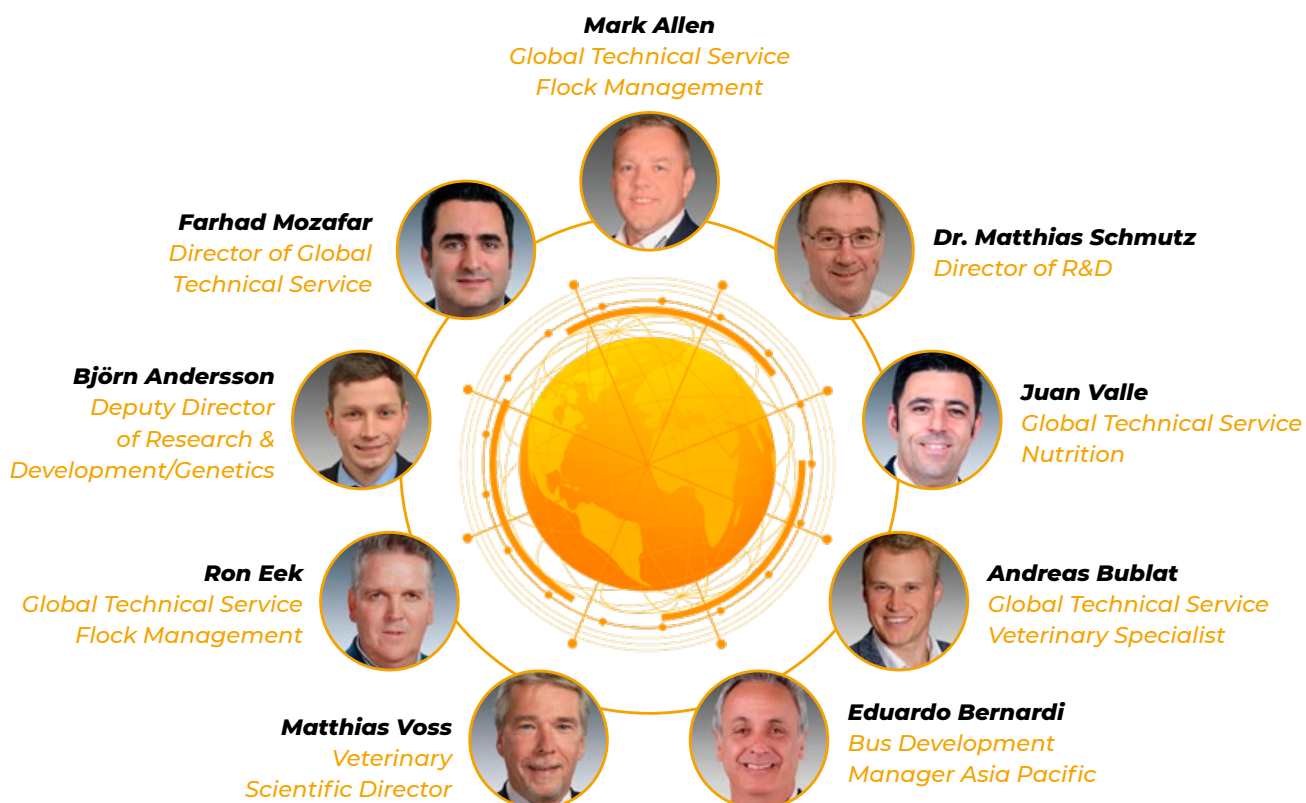 Mark Allen
Global Technical Service
Flock Management
Farhad Mozafar
Director of Global
Technical Service
Dr. Matthias Schmutz
Director of R&D
Björn Andersson
Deputy Director
of Research &
Development/Genetics
Juan Valle
Global Technical Service
Nutrition
Ron Eek
Global Technical Service
Flock Management
Andreas Bublat
Global Technical Service
Veterinary Specialist
Matthias Voss
Veterinary
Scientific Director
Eduardo Bernardi
Bus Development
Manager Asia Pacific